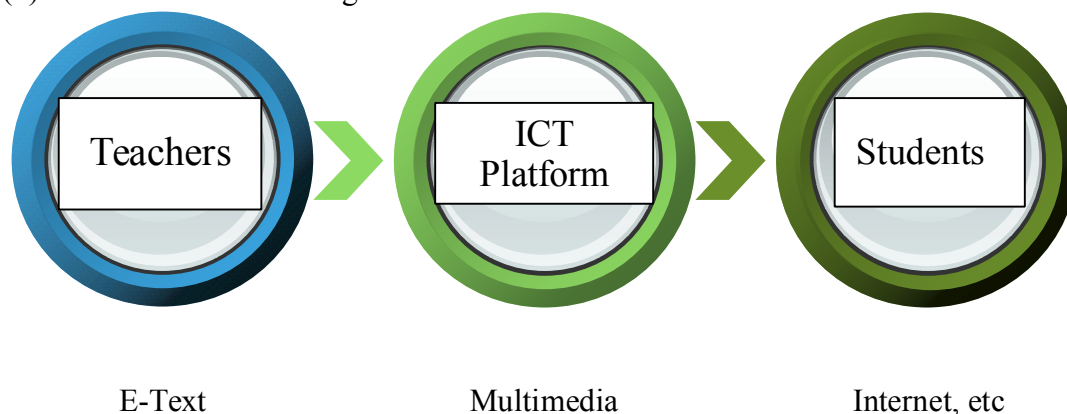 Teachers
ICT
Platform
Students
E-Text Multimedia Internet, etc